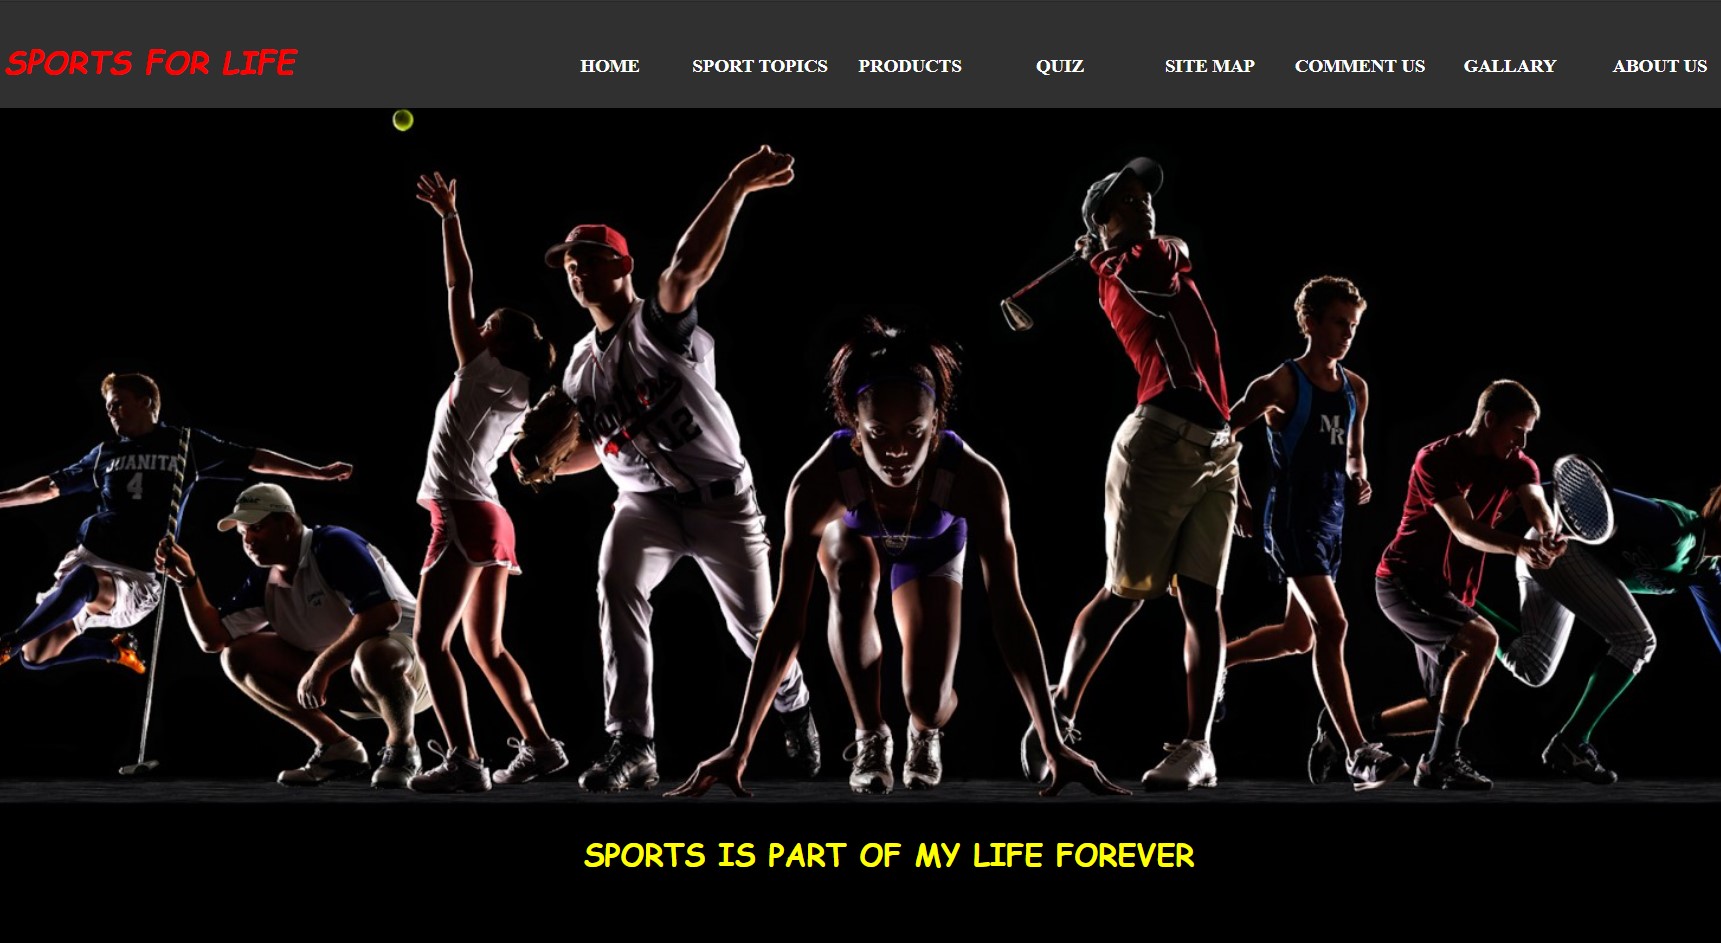 SPORTS FOR LIFE
HOME SPORT TOPICS PRODUCTS QUIZ SITE MAP COMMENT US GALLARY ABOUT US
JUANITA
4
12
MR
SPORTS IS PART OF MY LIFE FOREVER